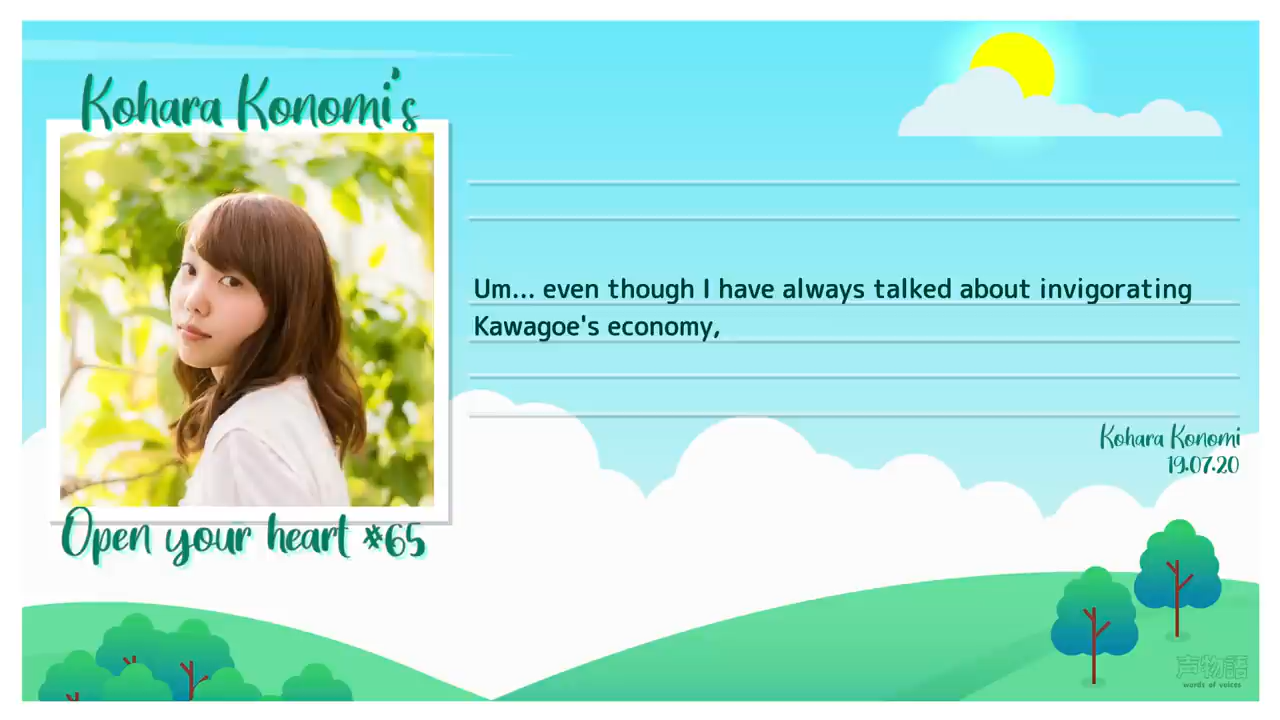 Kohara Konomi's
Um... even though I have always talked about invigorating
Kawagoe's economy,
Kohara Konomi
19.07.20
Open your heart #65
声物語
words of voices